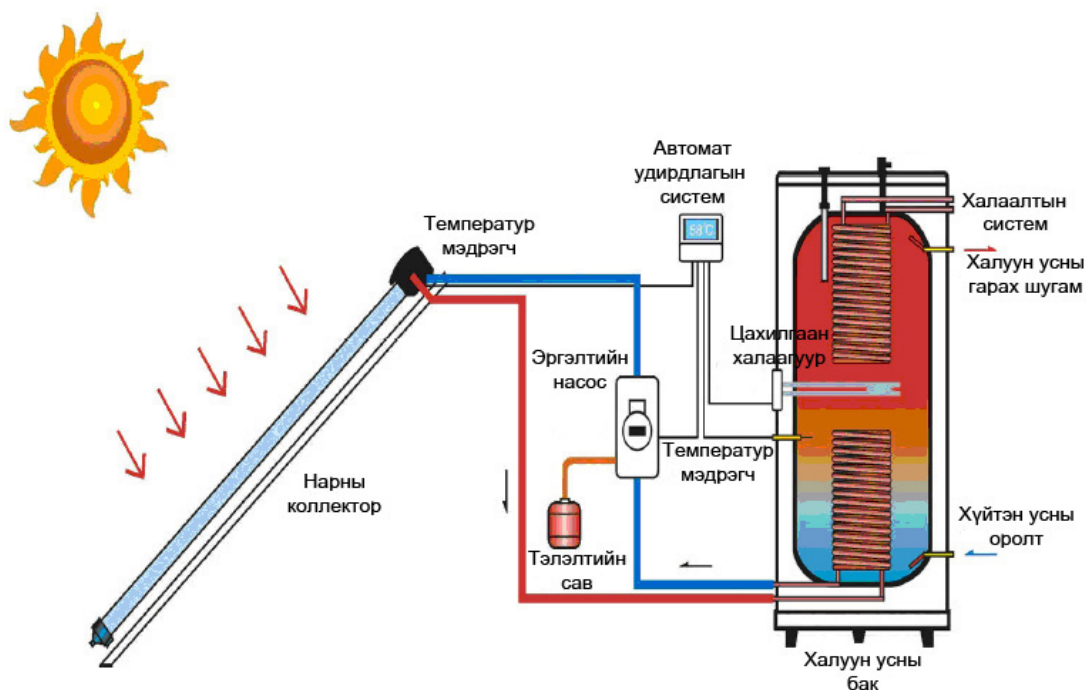 Автомат
удирдлагын
систем
58°C
Температур
мэдрэгч
Халаалтын
систем
Халуун усны
гарах шугам
Цахилгаан
халаагуур
Эргэлтийн
насос
Температур
мэдрэгч
Нарны
коллектор
Тэлэлтийн
сав
Хүйтэн усны
оролт
Халуун усны
бак